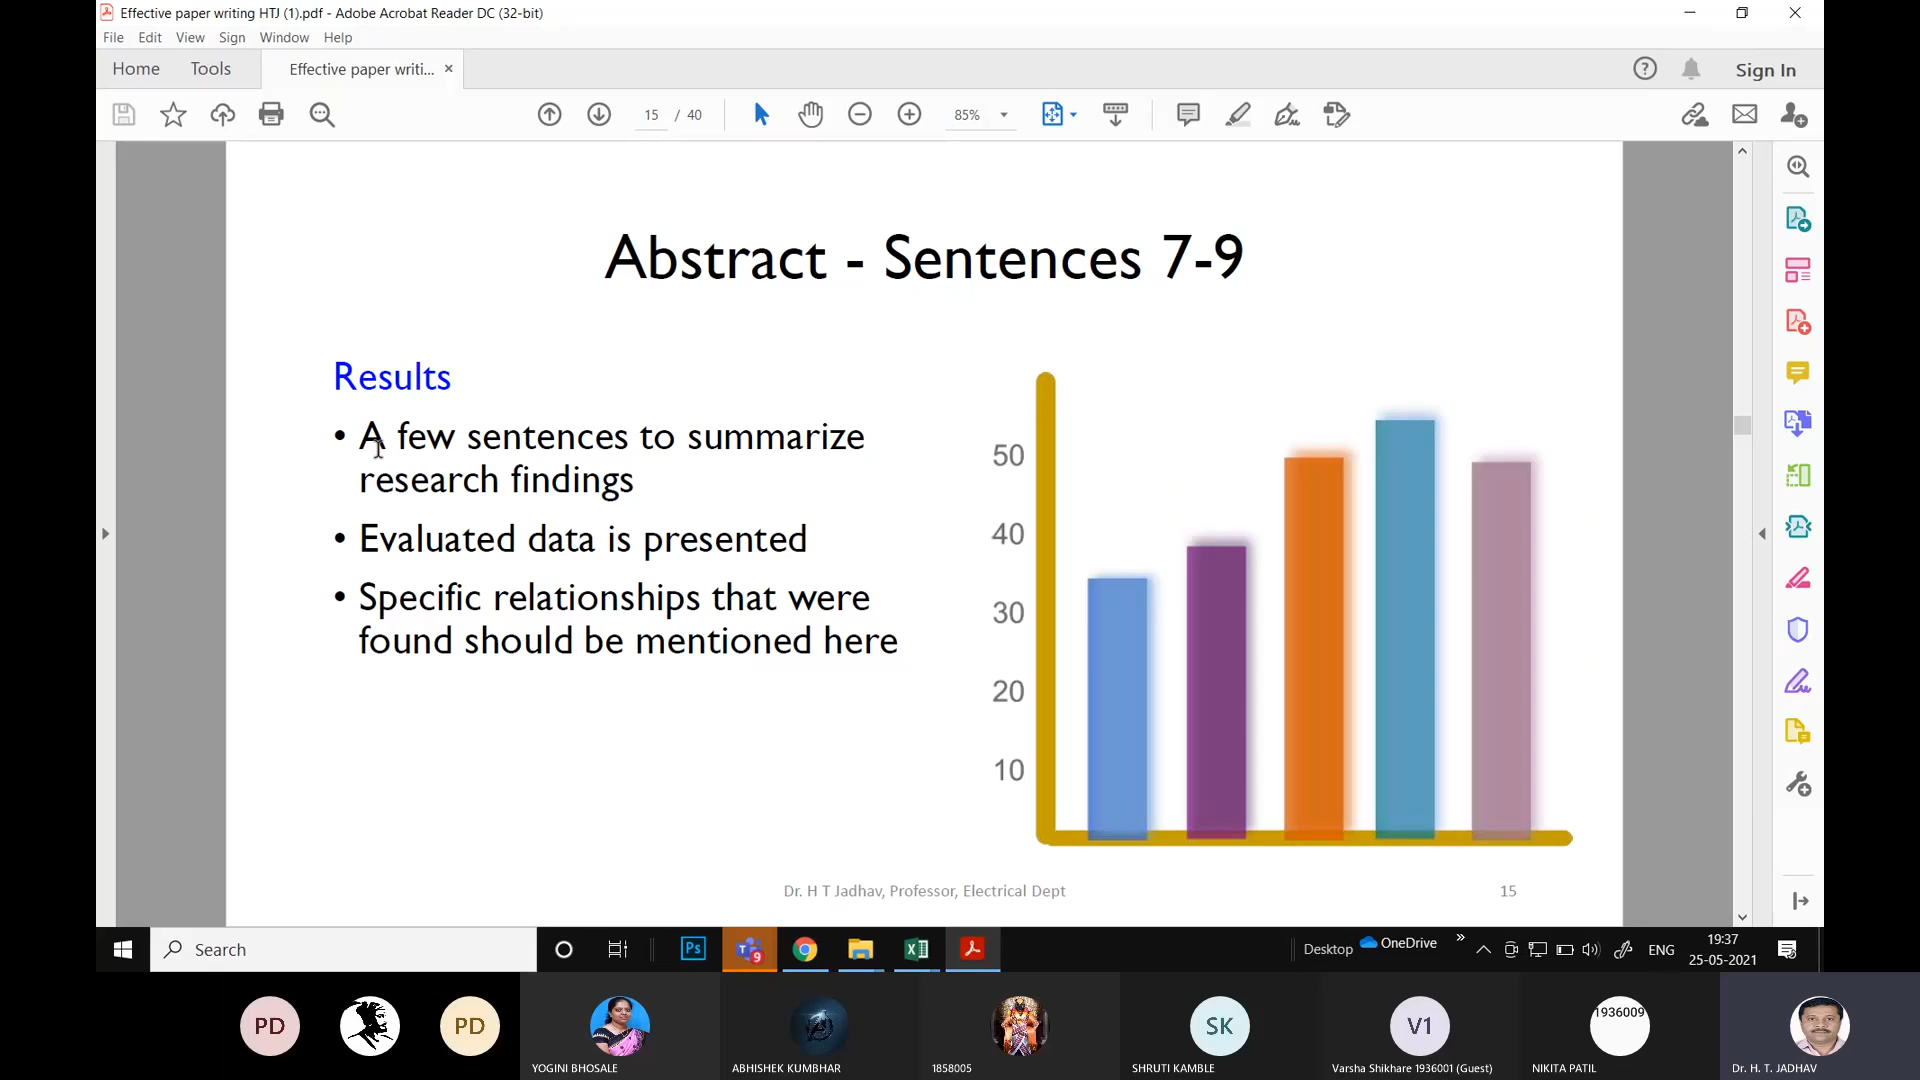 Effective paper writing HTJ (1).pdf - Adobe Acrobat Reader DC (32-bit)
File Edit View Sign Window Help
Home Tools Effective paper writi... × Sign In
15 / 40 85%
Abstract - Sentences 7-9
Results
• A few sentences to summarize
research findings
• Evaluated data is presented
• Specific relationships that were
found should be mentioned here
50
40
30
20
10
Dr. H T Jadhav, Professor, Electrical Dept 15
Search Ps T 9 Desktop OneDrive » ENG 19:37
25-05-2021
PD PD SK V1 1936009
YOGINI BHOSALE ABHISHEK KUMBHAR 1858005 SHRUTI KAMBLE Varsha Shikhare 1936001 (Guest) NIKITA PATIL Dr. H. T. JADHAV